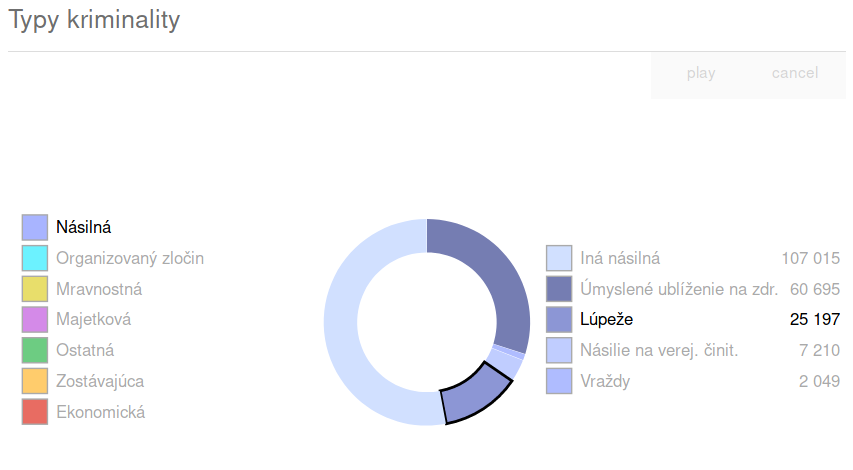 Typy kriminality
play cancel
Násilná
Organizovaný zločin
Mravnostná
Majetková
Ostatná
Zostávajúca
Ekonomická
Iná násilná 107 015
Úmyslené ublíženie na zdr. 60 695
Lúpeže 25 197
Násilie na verej. činit. 7 210
Vraždy 2 049